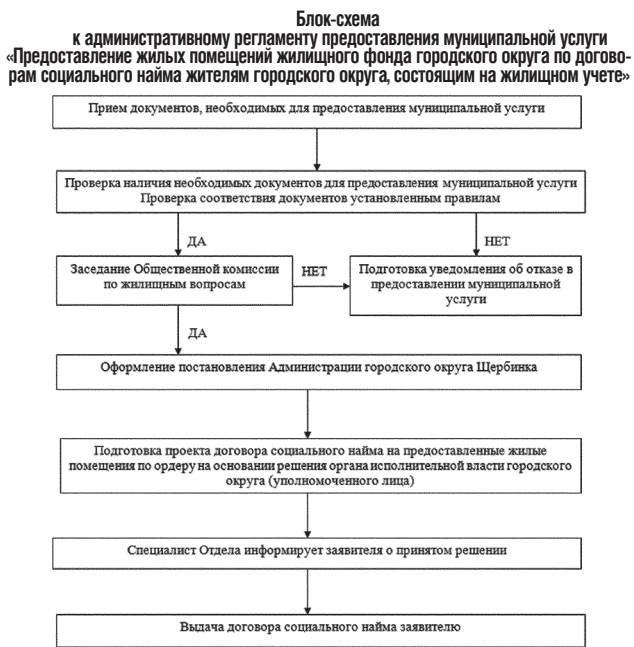 Блок-схема
к административному регламенту предоставления муниципальной услуги
«Предоставление жилых помещений жилищного фонда городского округа по догово-
рам социального найма жителям городского округа, состоящим на жилищном учете»
Прием документов, необходимых для предоставления муниципальной услуги
Проверка наличия необходимых документов для предоставления муниципальной услуги
Проверка соответствия документов установленным правилам
ДА
НЕТ
Заседание Общественной комиссии
по жилищным вопросам
НЕТ
Подготовка уведомления об отказе в
предоставлении муниципальной
услуги
ДА
Оформление постановления Администрации городского округа Щербинка
Подготовка проекта договора социального найма на предоставленные жилые
помещения по ордеру на основании решения органа исполнительной власти городского
округа (уполномоченного лица)
Специалист Отдела информирует заявителя о принятом решении
Выдача договора социального найма заявителю